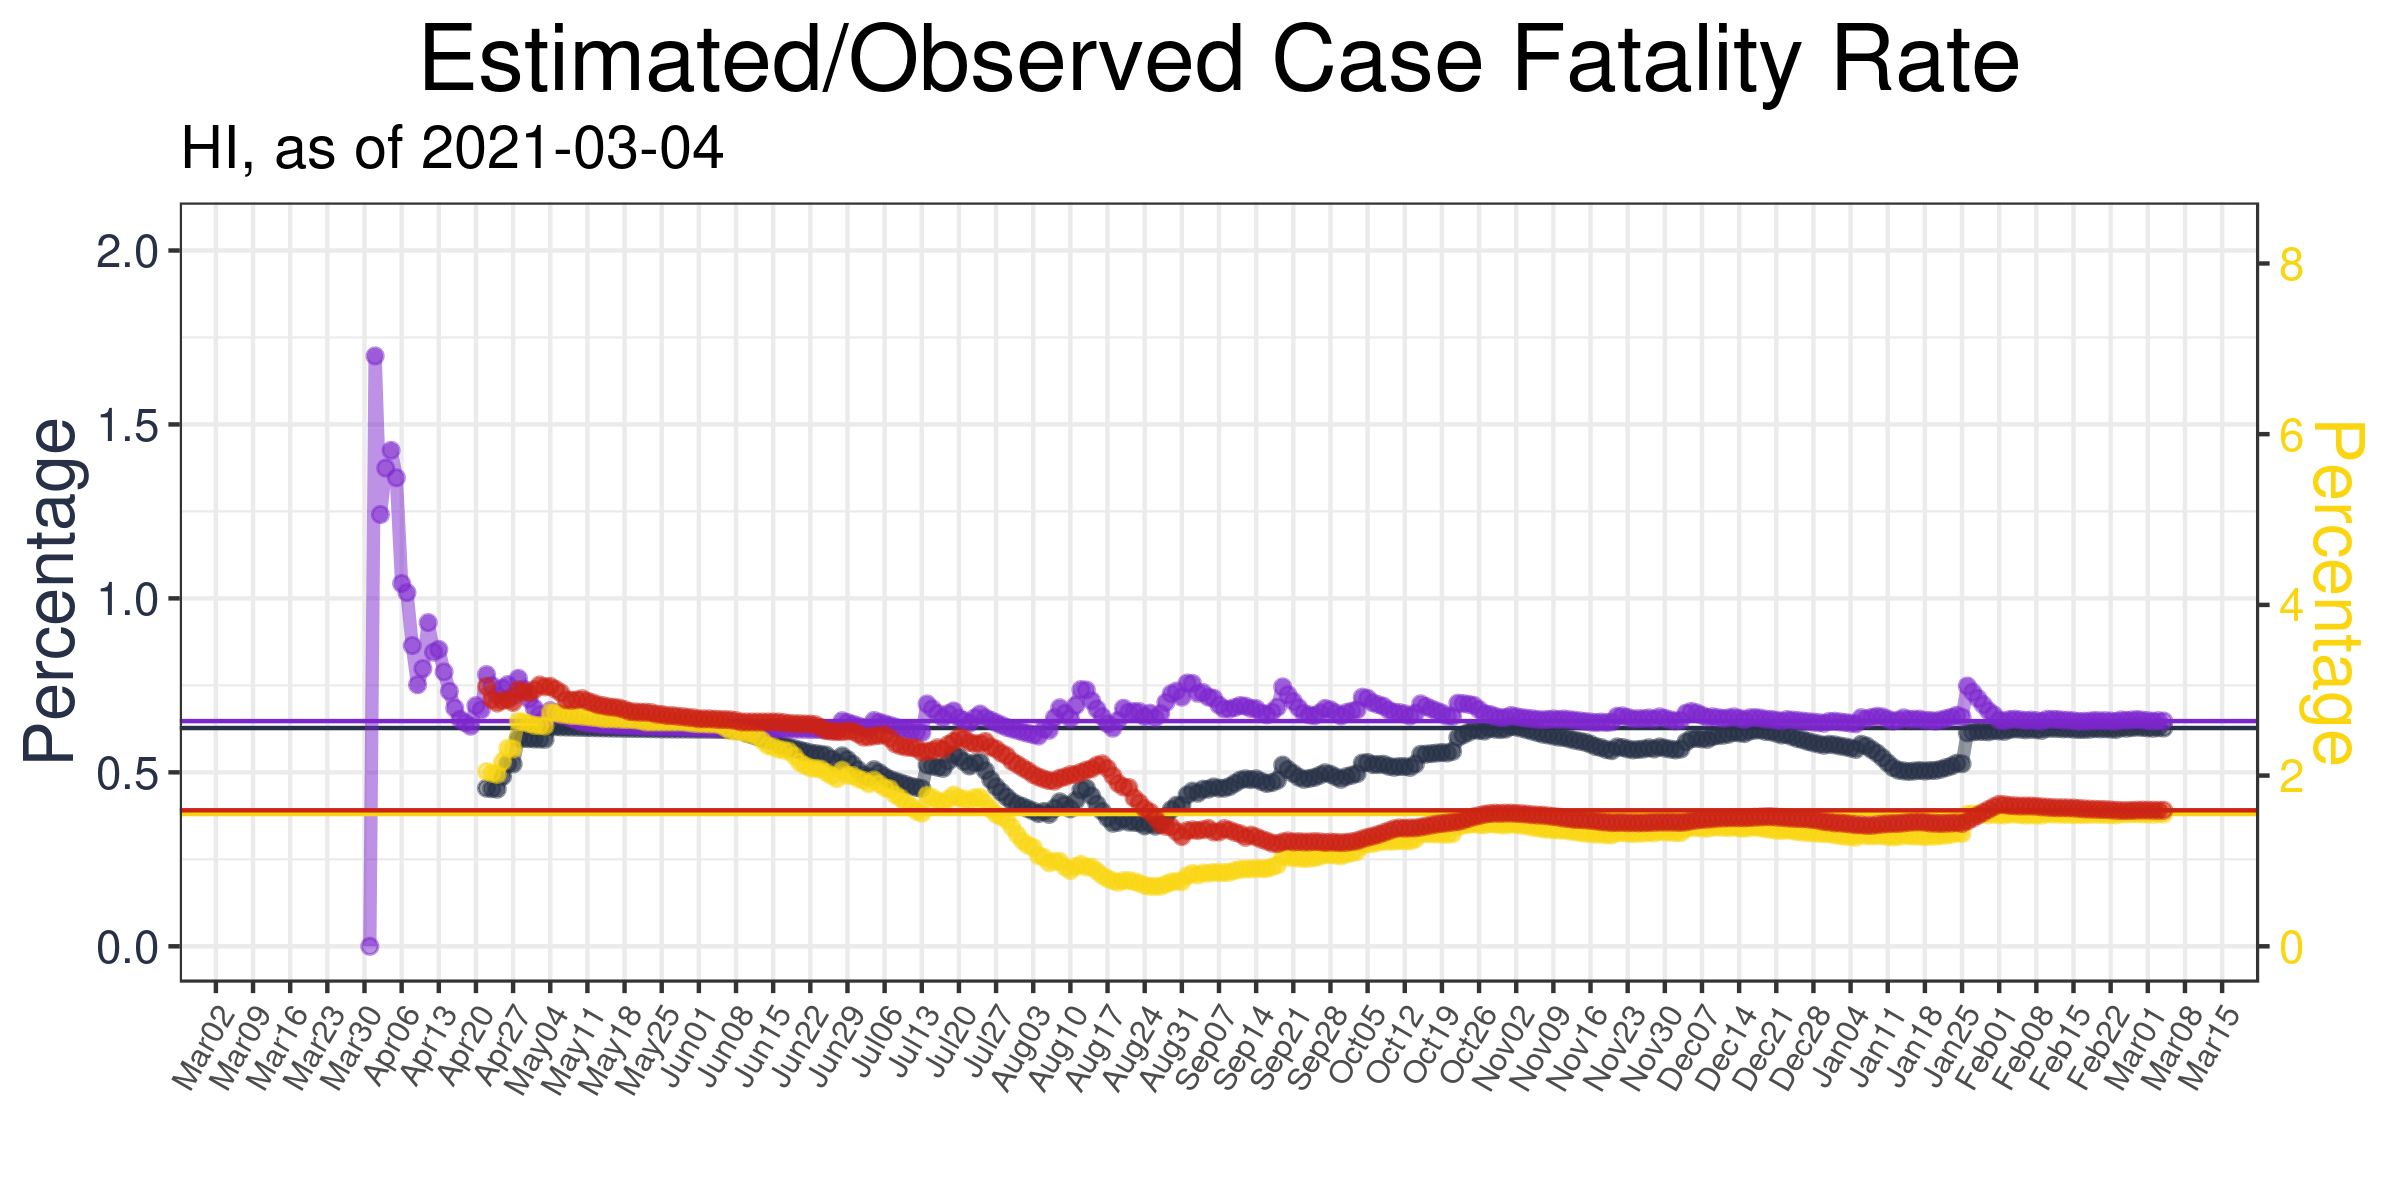 Estimated/Observed Case Fatality Rate
HI, as of 2021-03-04
Percentage
2.0
1.5
1.0
0.5
0.0
8
6
4
2
0
Percentage
Mar02
Mar09
Mar16
Mar23
Mar30
Apr06
Apr13
Apr20
Apr27
May04
May11
May18
May25
Jun01
Jun08
Jun15
Jun22
Jun29
Jul06
Jul13
Jul20
Jul27
Aug03
Aug10
Aug17
Aug24
Aug31
Sep07
Sep14
Sep21
Sep28
Oct05
Oct12
Oct19
Oct26
Nov02
Nov09
Nov16
Nov23
Nov30
Dec07
Dec14
Dec21
Dec28
Jan04
Jan11
Jan18
Jan25
Feb01
Feb08
Feb15
Feb22
Mar01
Mar08
Mar15